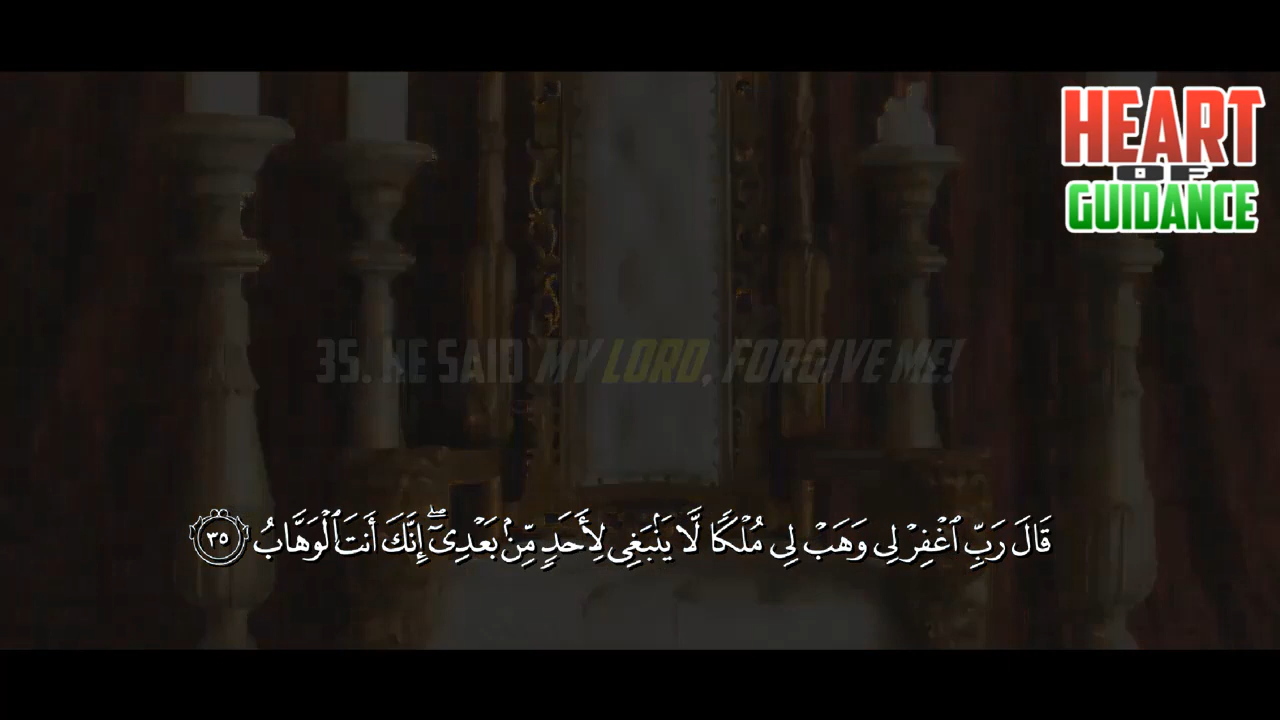 HEART
OF
GUIDANCE
35. HE SAID MY LORD, FORGIVE ME!
قَالَ رَبِّ ٱغْفِرْ لِى وَهَبْ لِى مُلْكًا لَّا يَنۢبَغِى لِأَحَدٍ مِّنۢ بَعْدِىٓ ۖ إِنَّكَ أَنتَ ٱلْوَهَّابُ ٣٥